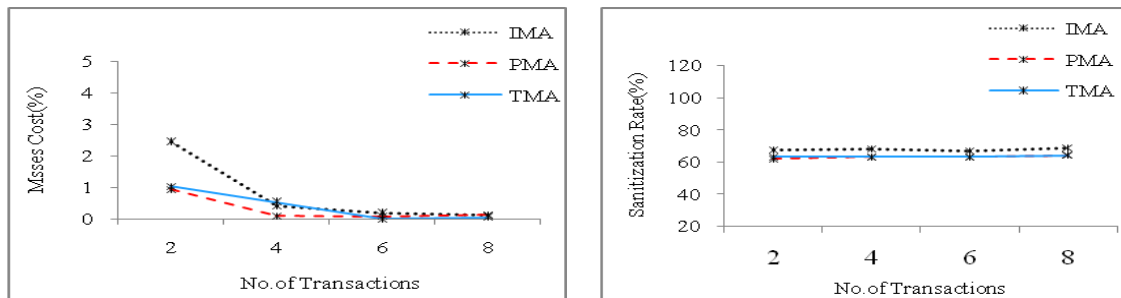 IMA
PMA
TMA
5
4
3
2
1
0
Msses Cost(%)
2 4 6 8
No.of Transactions
IMA
PMA
TMA
120
100
80
60
40
20
Sanitization Rate(%)
2 4 6 8
No.of Transactions